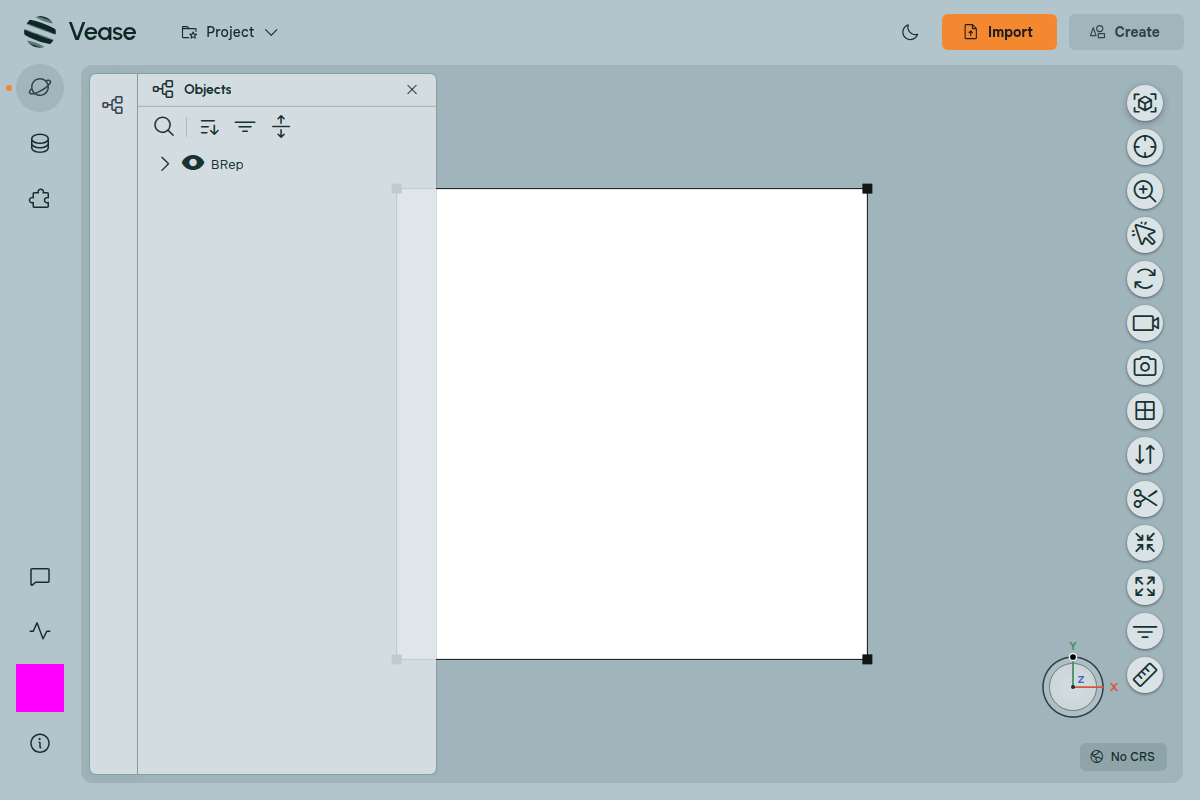 Vease
Project
Import
Create
Objects
BRep
Y
Z
X
No CRS